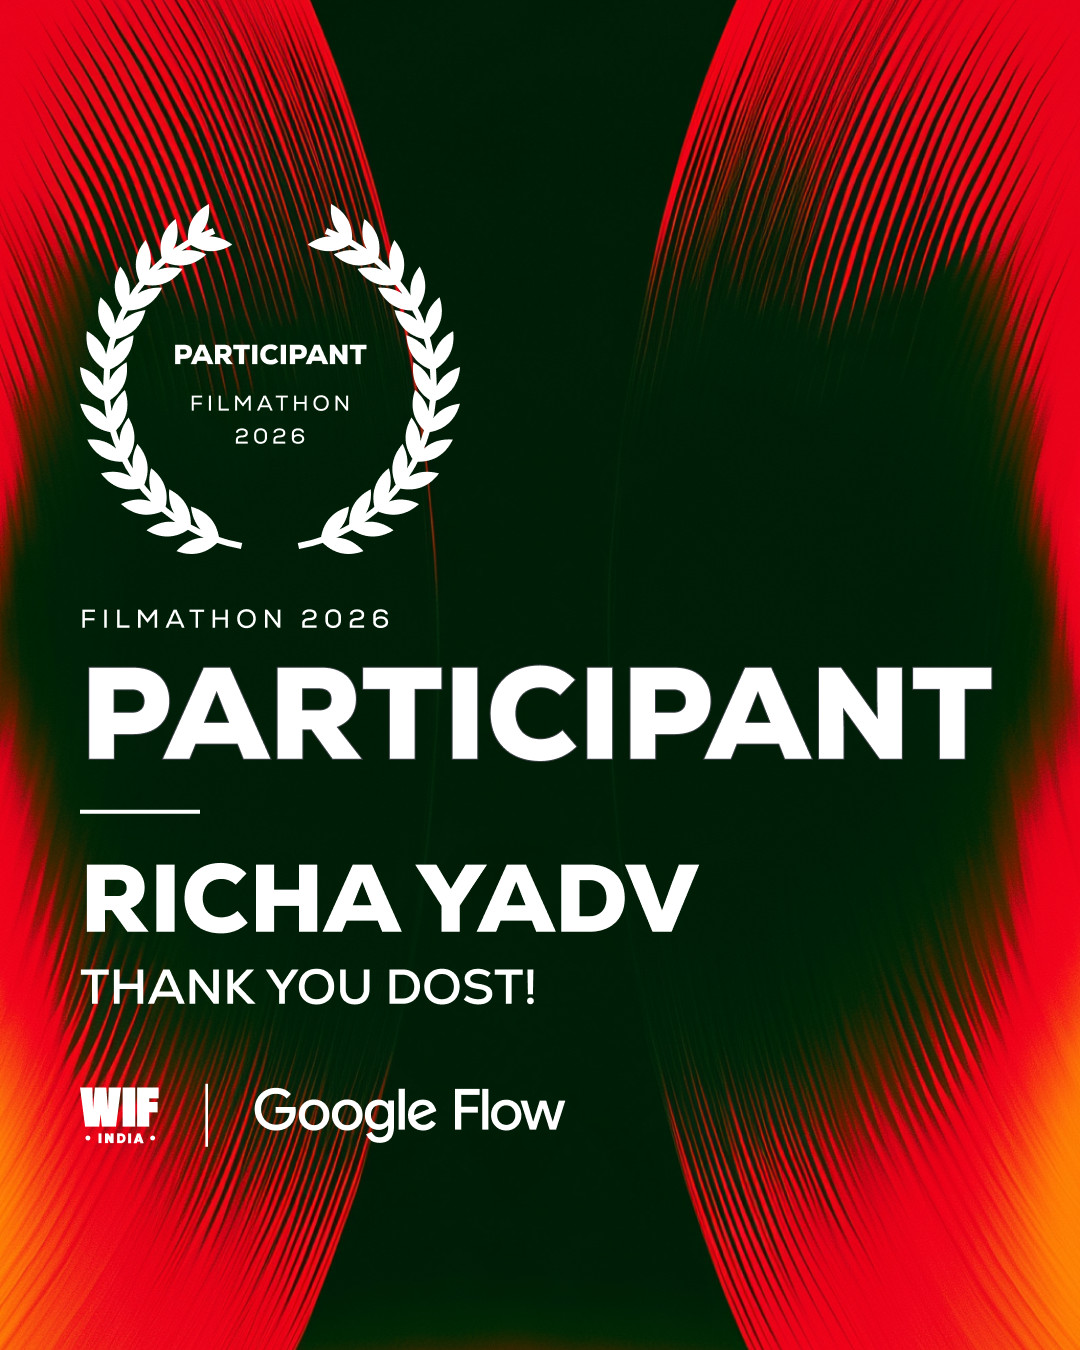 PARTICIPANT
FILMATHON
2026
FILMATHON 2026
PARTICIPANT
RICHA YADV
THANK YOU DOST!
WIF
• INDIA •
Google Flow